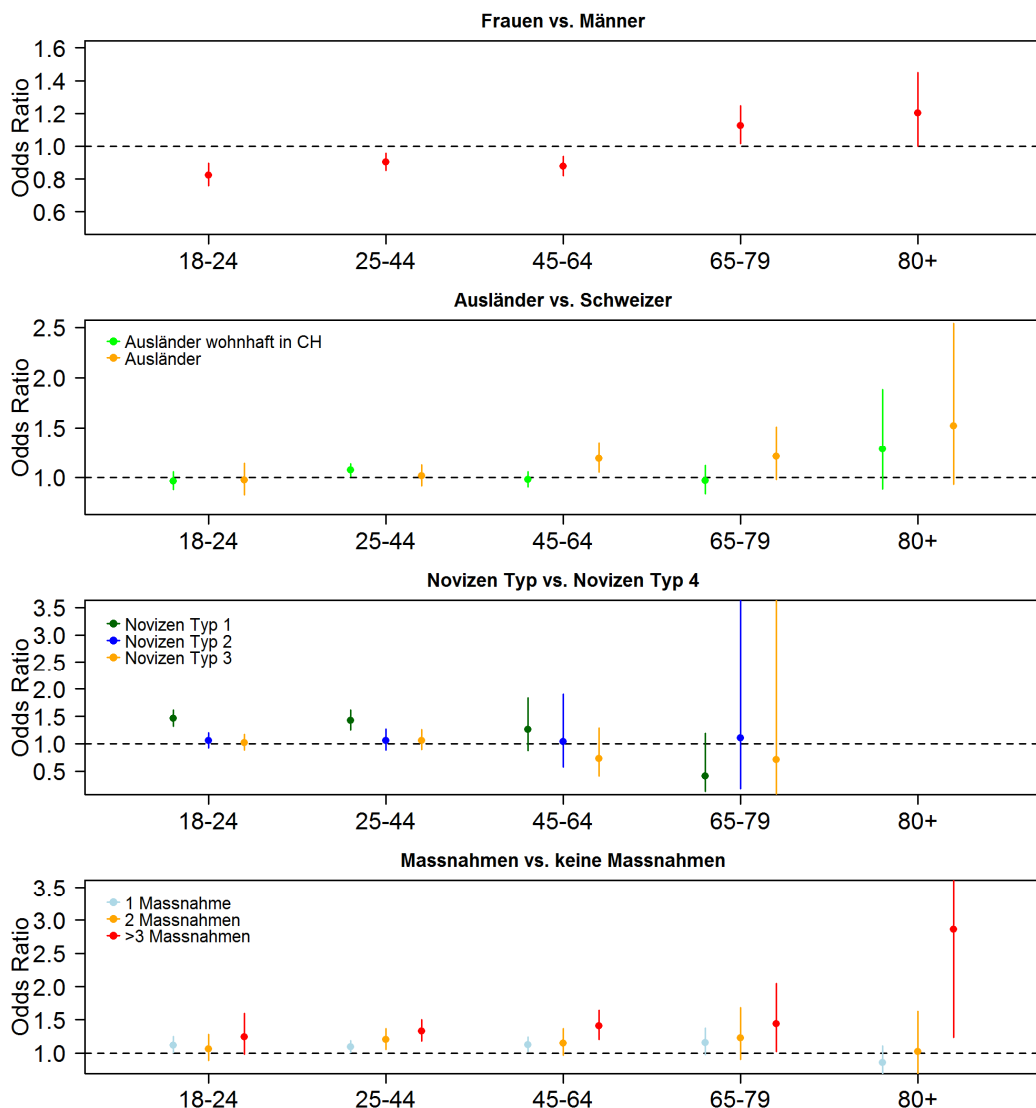 Frauen vs. Männer
Odds Ratio
1.6
1.4
1.2
1.0
0.8
0.6
18-24 25-44 45-64 65-79 80+
Ausländer vs. Schweizer
Odds Ratio
2.5
2.0
1.5
1.0
Ausländer wohnhaft in CH
Ausländer
18-24 25-44 45-64 65-79 80+
Novizen Typ vs. Novizen Typ 4
Odds Ratio
3.5
3.0
2.5
2.0
1.5
1.0
0.5
Novizen Typ 1
Novizen Typ 2
Novizen Typ 3
18-24 25-44 45-64 65-79 80+
Massnahmen vs. keine Massnahmen
Odds Ratio
3.5
3.0
2.5
2.0
1.5
1.0
1 Massnahme
2 Massnahmen
>3 Massnahmen
18-24 25-44 45-64 65-79 80+